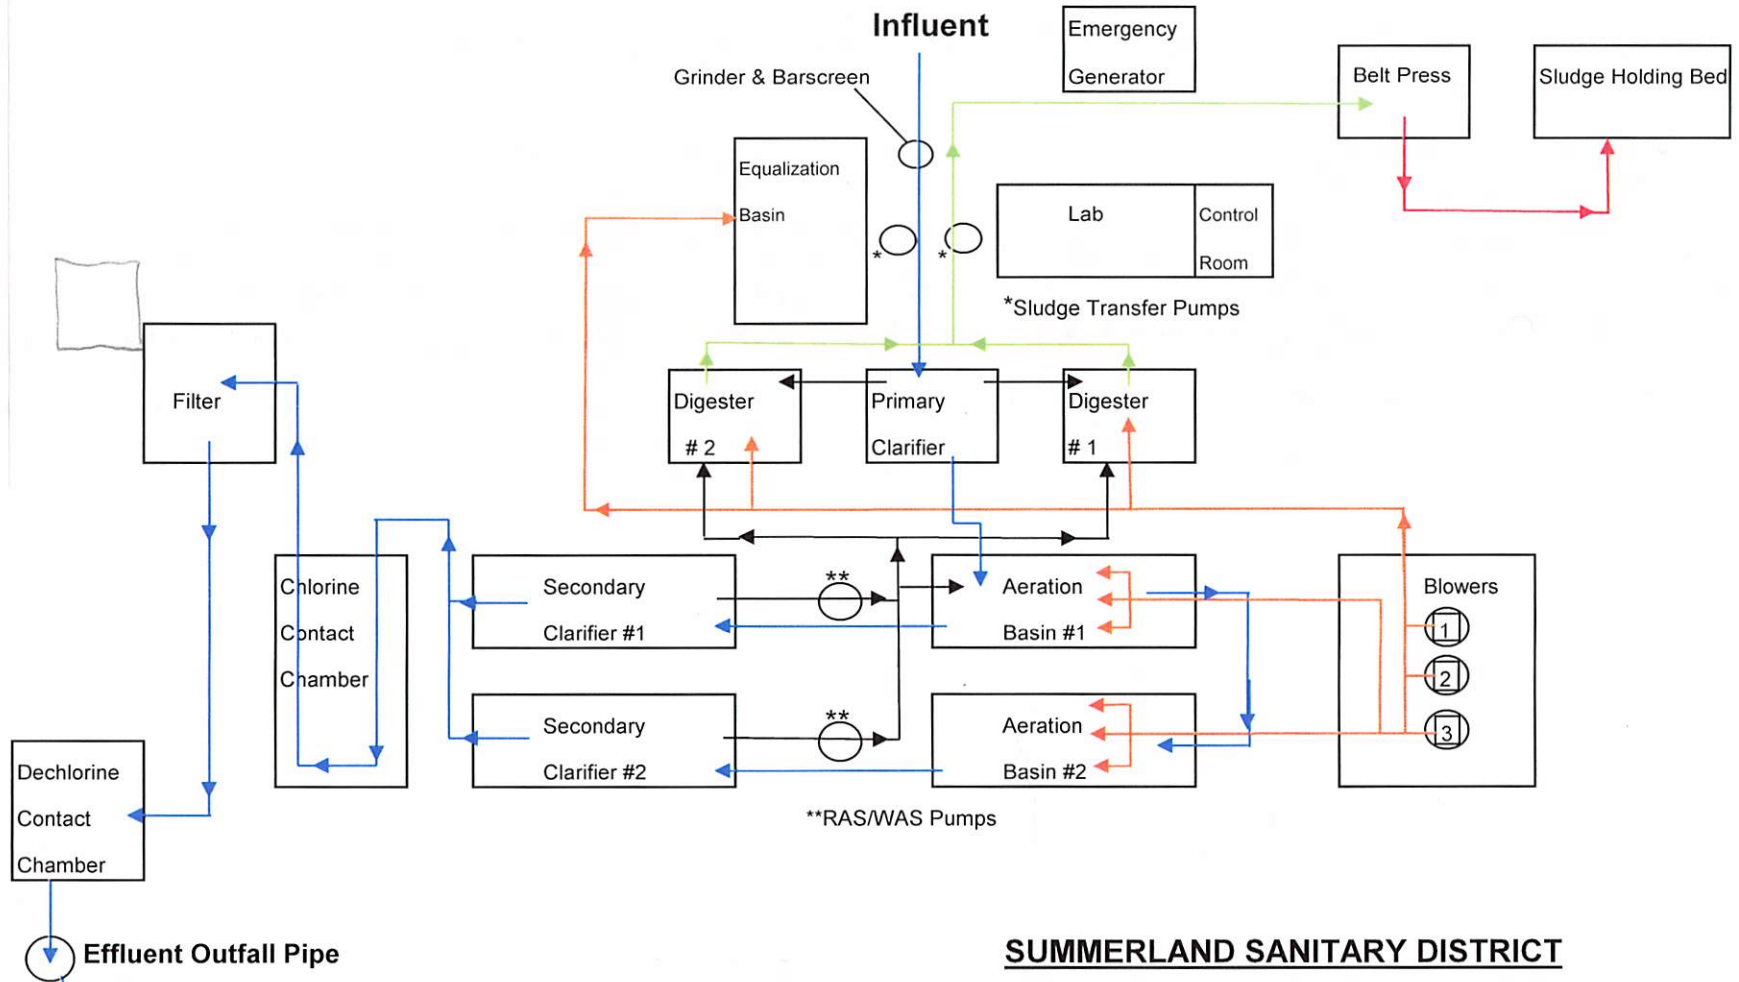 Influent
Emergency
Generator
Grinder & Barscreen
Belt Press
Sludge Holding Bed
Equalization
Basin
Lab
Control
Room
*
*
*Sludge Transfer Pumps
Filter
Digester
# 2
Primary
Clarifier
Digester
# 1
Chlorine
Contact
Chamber
Secondary
Clarifier #1
**
Aeration
Basin #1
Blowers
1
2
3
Secondary
Clarifier #2
**
Aeration
Basin #2
Dechlorine
Contact
Chamber
**RAS/WAS Pumps
Effluent Outfall Pipe
SUMMERLAND SANITARY DISTRICT